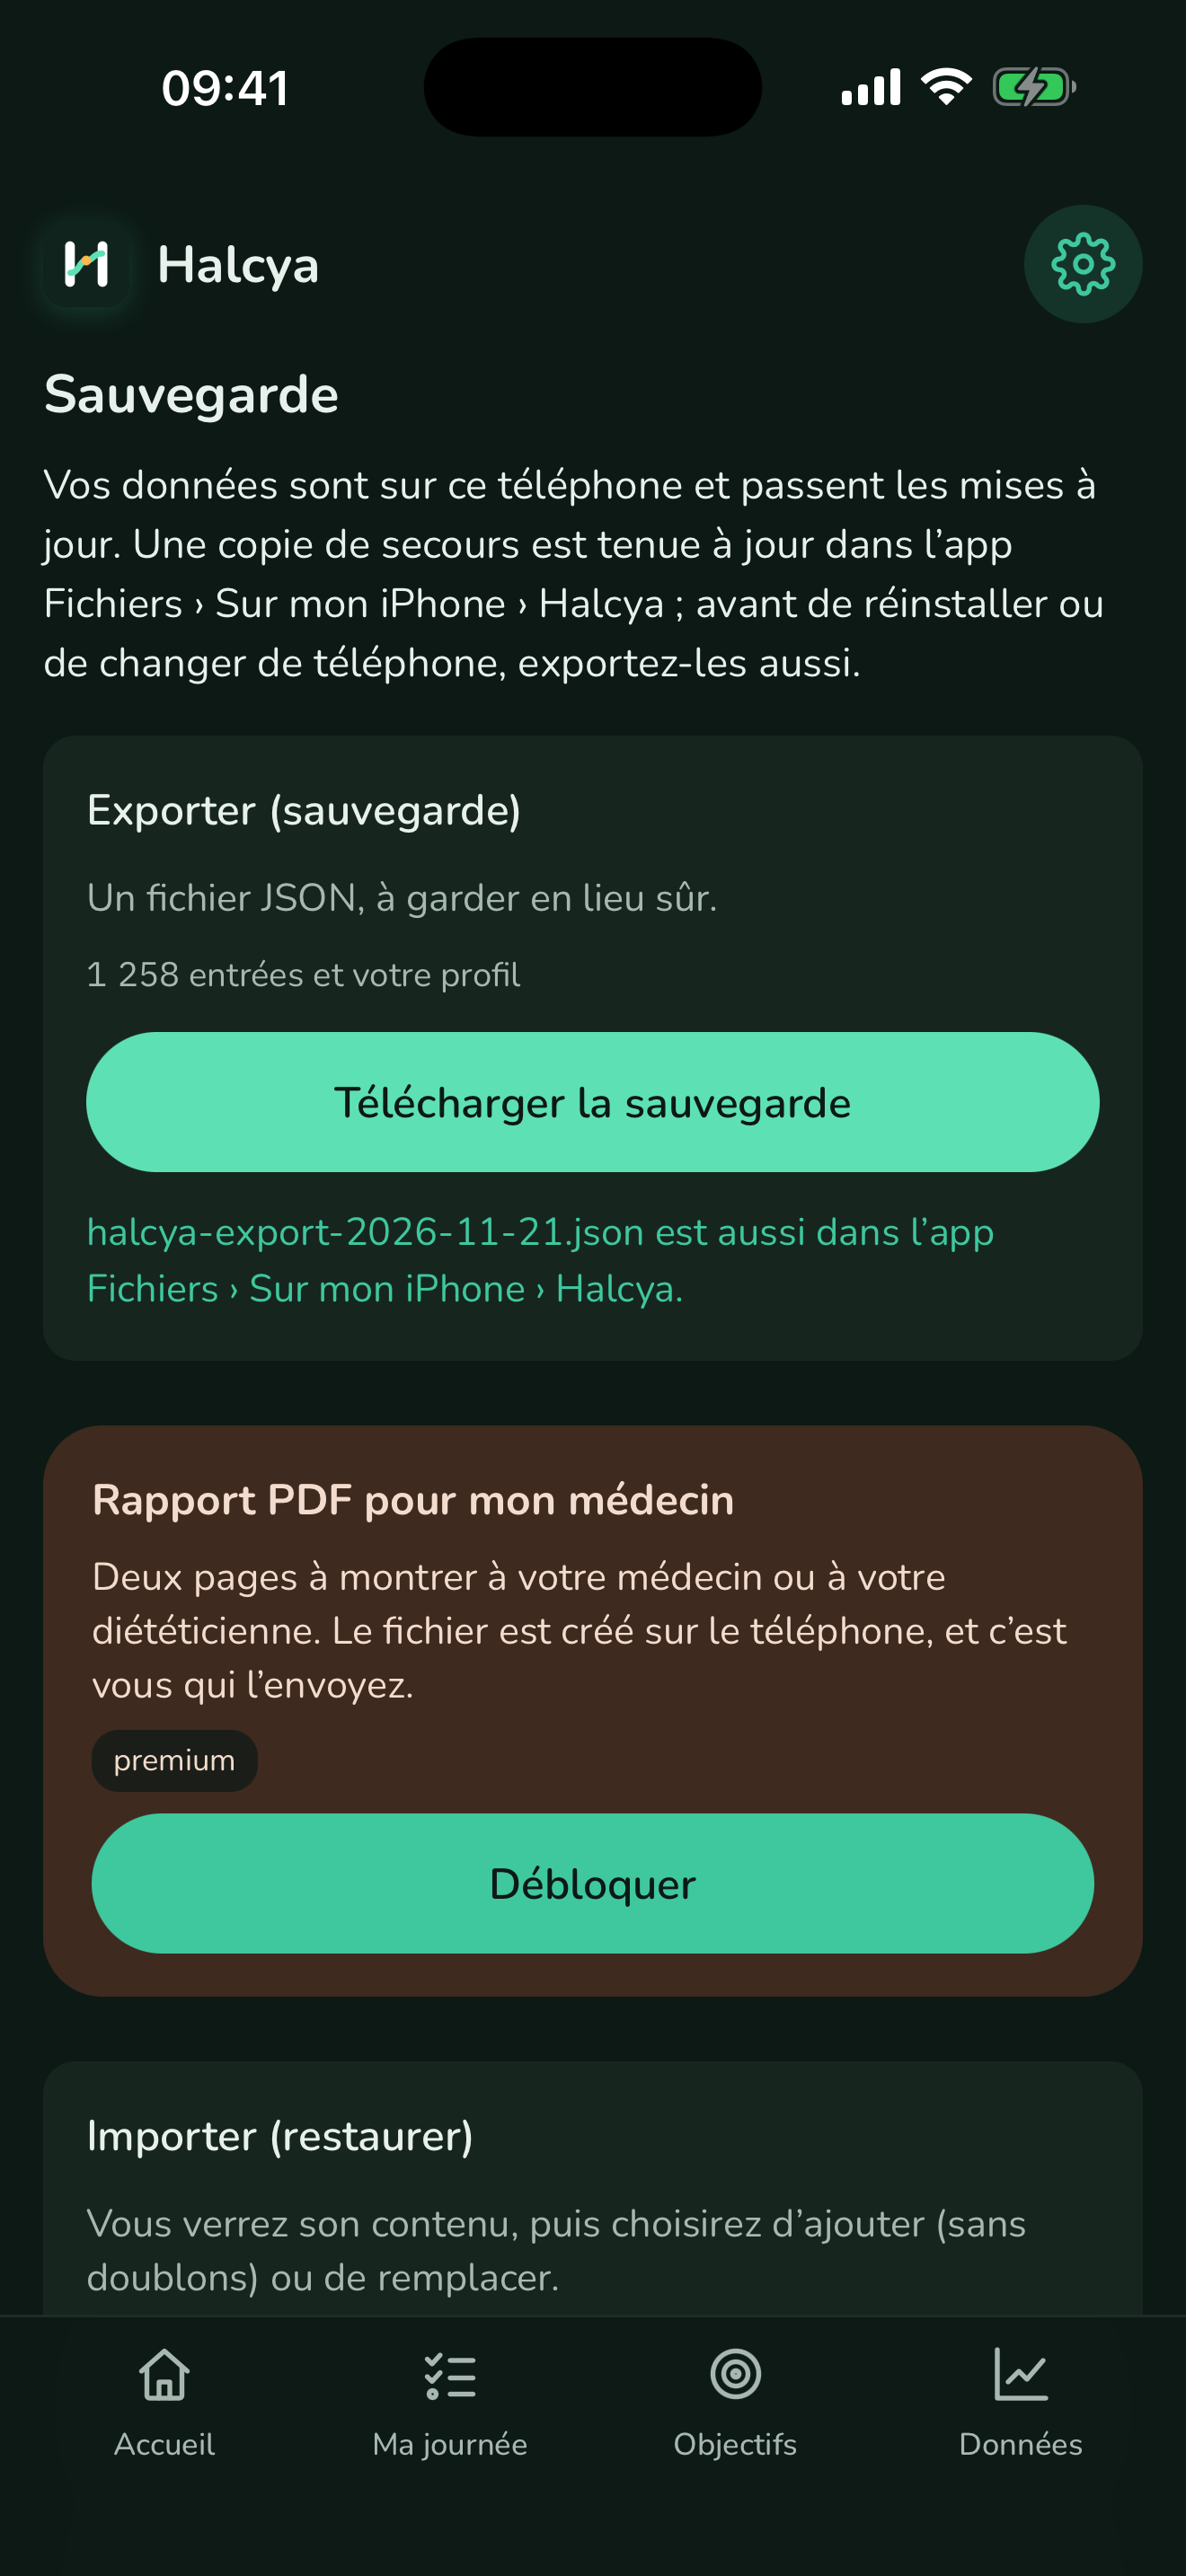 09:41
Halcya
Sauvegarde
Vos données sont sur ce téléphone et passent les mises à
jour. Une copie de secours est tenue à jour dans l’app
Fichiers › Sur mon iPhone › Halcya ; avant de réinstaller ou
de changer de téléphone, exportez-les aussi.
Exporter (sauvegarde)
Un fichier JSON, à garder en lieu sûr.
1 258 entrées et votre profil
Télécharger la sauvegarde
halcya-export-2026-11-21.json est aussi dans l’app
Fichiers › Sur mon iPhone › Halcya.
Rapport PDF pour mon médecin
Deux pages à montrer à votre médecin ou à votre
diététicienne. Le fichier est créé sur le téléphone, et c’est
vous qui l’envoyez.
premium
Débloquer
Importer (restaurer)
Vous verrez son contenu, puis choisirez d’ajouter (sans
doublons) ou de remplacer.
Accueil
Ma journée
Objectifs
Données